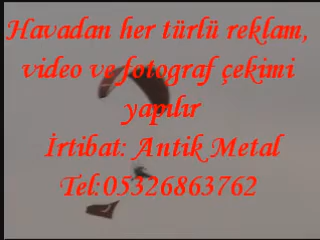 Havadan her türlü reklam,
video ve fotograf çekimi
yapılır
İrtibat: Antik Metal
Tel:05326863762